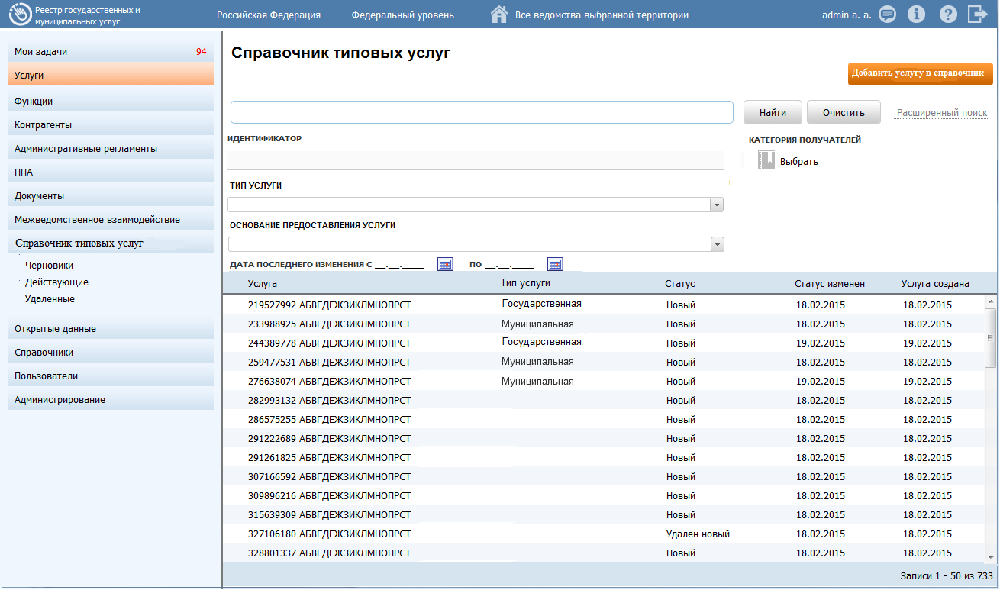 Реестр государственных и
муниципальных услуг
Российская Федерация Федеральный уровень Все ведомства выбранной территории admin a. a.
Мои задачи 94
Услуги
Функции
Контрагенты
Административные регламенты
НПА
Документы
Межведомственное взаимодействие
Справочник типовых услуг
Черновики
Действующие
Удаленные
Открытые данные
Справочники
Пользователи
Администрирование
Справочник типовых услуг
Добавить услугу в справочник
Найти Очистить Расширенный поиск
ИДЕНТИФИКАТОР
КАТЕГОРИЯ ПОЛУЧАТЕЛЕЙ
Выбрать
ТИП УСЛУГИ
ОСНОВАНИЕ ПРЕДОСТАВЛЕНИЯ УСЛУГИ
ДАТА ПОСЛЕДНЕГО ИЗМЕНЕНИЯ С __.__.____ ПО __.__.____
Услуга Тип услуги Статус Статус изменен Услуга создана
219527992 АБВГДЕЖЗИКЛМНОПРСТ Государственная Новый 18.02.2015 18.02.2015
233988925 АБВГДЕЖЗИКЛМНОПРСТ Муниципальная Новый 18.02.2015 18.02.2015
244389778 АБВГДЕЖЗИКЛМНОПРСТ Государственная Новый 19.02.2015 19.02.2015
259477531 АБВГДЕЖЗИКЛМНОПРСТ Муниципальная Новый 18.02.2015 18.02.2015
276638074 АБВГДЕЖЗИКЛМНОПРСТ Муниципальная Новый 19.02.2015 19.02.2015
282993132 АБВГДЕЖЗИКЛМНОПРСТ Новый 18.02.2015 18.02.2015
286575255 АБВГДЕЖЗИКЛМНОПРСТ Новый 18.02.2015 18.02.2015
291222689 АБВГДЕЖЗИКЛМНОПРСТ Новый 18.02.2015 18.02.2015
291261825 АБВГДЕЖЗИКЛМНОПРСТ Новый 18.02.2015 18.02.2015
307166592 АБВГДЕЖЗИКЛМНОПРСТ Новый 18.02.2015 18.02.2015
309896216 АБВГДЕЖЗИКЛМНОПРСТ Новый 18.02.2015 18.02.2015
315639309 АБВГДЕЖЗИКЛМНОПРСТ Новый 18.02.2015 18.02.2015
327106180 АБВГДЕЖЗИКЛМНОПРСТ Удален новый 18.02.2015 18.02.2015
328801337 АБВГДЕЖЗИКЛМНОПРСТ Новый 18.02.2015 18.02.2015
Записи 1 - 50 из 733